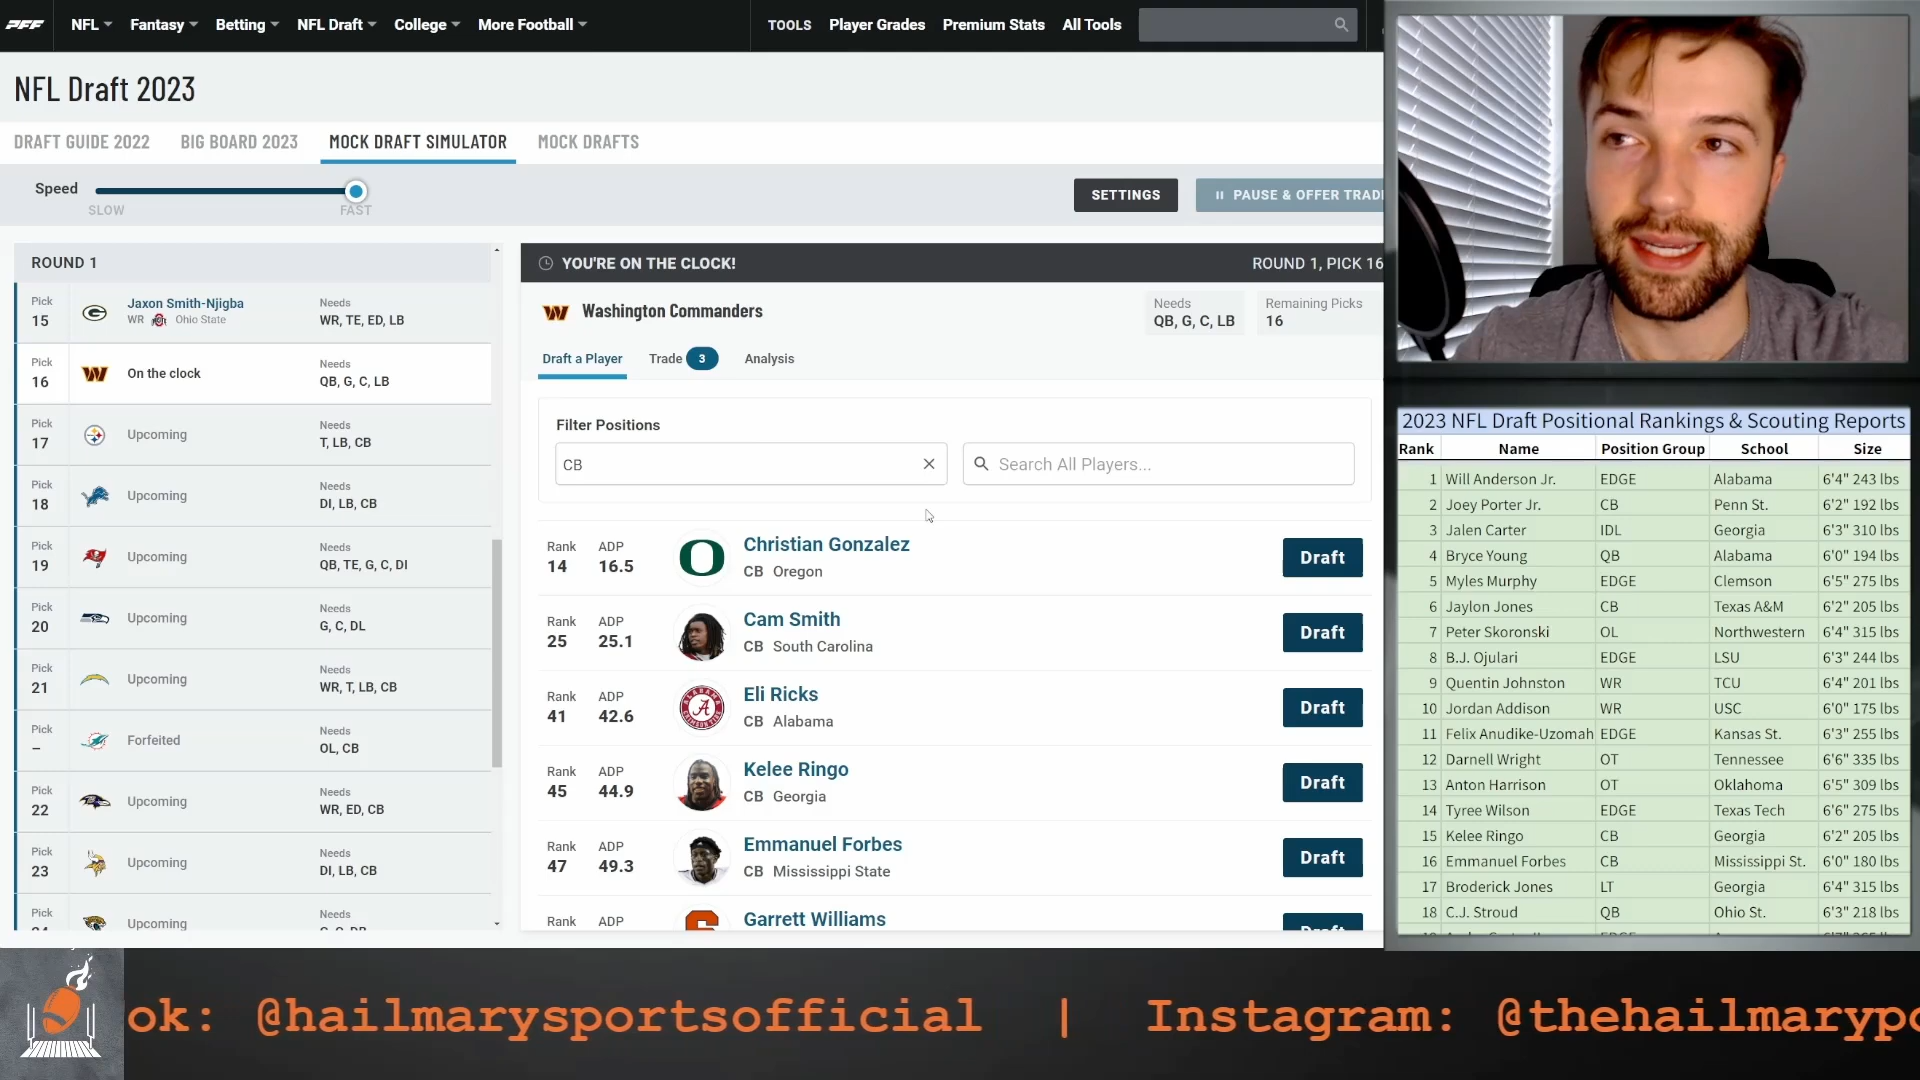 PFF
NFL
Fantasy
Betting
NFL Draft
College
More Football
TOOLS
Player Grades
Premium Stats
All Tools
NFL Draft 2023
DRAFT GUIDE 2022
BIG BOARD 2023
MOCK DRAFT SIMULATOR
MOCK DRAFTS
Speed
SLOW
FAST
SETTINGS
PAUSE & OFFER TRAD
ROUND 1
Pick 15
Jaxon Smith-Njigba
WR Ohio State
Needs
WR, TE, ED, LB
Pick 16
On the clock
Needs
QB, G, C, LB
Pick 17
Upcoming
Needs
T, LB, CB
Pick 18
Upcoming
Needs
DI, LB, CB
Pick 19
Upcoming
Needs
QB, TE, G, C, DI
Pick 20
Upcoming
Needs
G, C, DL
Pick 21
Upcoming
Needs
WR, T, LB, CB
Pick –
Forfeited
Needs
OL, CB
Pick 22
Upcoming
Needs
WR, ED, CB
Pick 23
Upcoming
Needs
DI, LB, CB
Pick
Upcoming
Needs
YOU'RE ON THE CLOCK!
ROUND 1, PICK 16
Washington Commanders
Needs
QB, G, C, LB
Remaining Picks
16
Draft a Player
Trade 3
Analysis
Filter Positions
CB
Search All Players...
Rank 14
ADP 16.5
Christian Gonzalez
CB Oregon
Draft
Rank 25
ADP 25.1
Cam Smith
CB South Carolina
Draft
Rank 41
ADP 42.6
Eli Ricks
CB Alabama
Draft
Rank 45
ADP 44.9
Kelee Ringo
CB Georgia
Draft
Rank 47
ADP 49.3
Emmanuel Forbes
CB Mississippi State
Draft
Rank
ADP
Garrett Williams
Draft
2023 NFL Draft Positional Rankings & Scouting Reports
Rank Name Position Group School Size
1 Will Anderson Jr. EDGE Alabama 6'4" 243 lbs
2 Joey Porter Jr. CB Penn St. 6'2" 192 lbs
3 Jalen Carter IDL Georgia 6'3" 310 lbs
4 Bryce Young QB Alabama 6'0" 194 lbs
5 Myles Murphy EDGE Clemson 6'5" 275 lbs
6 Jaylon Jones CB Texas A&M 6'2" 205 lbs
7 Peter Skoronski OL Northwestern 6'4" 315 lbs
8 B.J. Ojulari EDGE LSU 6'3" 244 lbs
9 Quentin Johnston WR TCU 6'4" 201 lbs
10 Jordan Addison WR USC 6'0" 175 lbs
11 Felix Anudike-Uzomah EDGE Kansas St. 6'3" 255 lbs
12 Darnell Wright OT Tennessee 6'6" 335 lbs
13 Anton Harrison OT Oklahoma 6'5" 309 lbs
14 Tyree Wilson EDGE Texas Tech 6'6" 275 lbs
15 Kelee Ringo CB Georgia 6'2" 205 lbs
16 Emmanuel Forbes CB Mississippi St. 6'0" 180 lbs
17 Broderick Jones LT Georgia 6'4" 315 lbs
18 C.J. Stroud QB Ohio St. 6'3" 218 lbs
ok: @hailmarysportsofficial | Instagram: @thehailmarypo